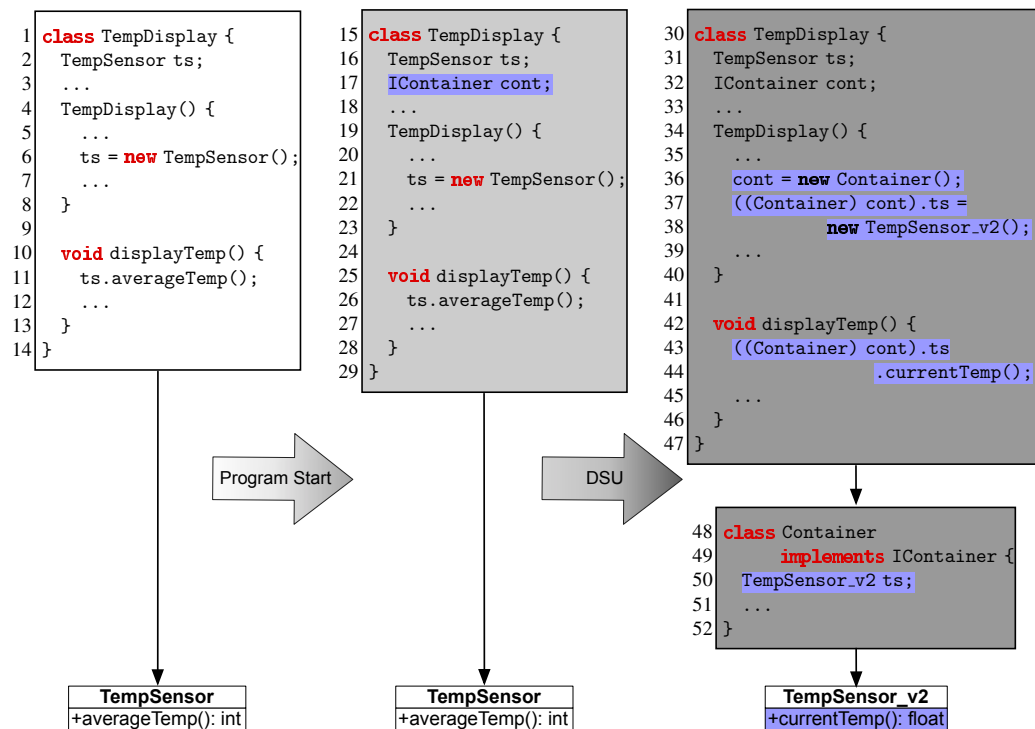 1 class TempDisplay {
2 TempSensor ts;
3 ...
4 TempDisplay() {
5 ...
6 ts = new TempSensor();
7 ...
8 }
9
10 void displayTemp() {
11 ts.averageTemp();
12 ...
13 }
14 }
15 class TempDisplay {
16 TempSensor ts;
17 IContainer cont;
18 ...
19 TempDisplay() {
20 ...
21 ts = new TempSensor();
22 ...
23 }
24
25 void displayTemp() {
26 ts.averageTemp();
27 ...
28 }
29 }
30 class TempDisplay {
31 TempSensor ts;
32 IContainer cont;
33 ...
34 TempDisplay() {
35 ...
36 cont = new Container();
37 ((Container) cont).ts =
38 new TempSensor_v2();
39 ...
40 }
41
42 void displayTemp() {
43 ((Container) cont).ts
44 .currentTemp();
45 ...
46 }
47 }
Program Start
DSU
48 class Container
49 implements IContainer {
50 TempSensor_v2 ts;
51 ...
52 }
TempSensor
+averageTemp(): int
TempSensor
+averageTemp(): int
TempSensor_v2
+currentTemp(): float